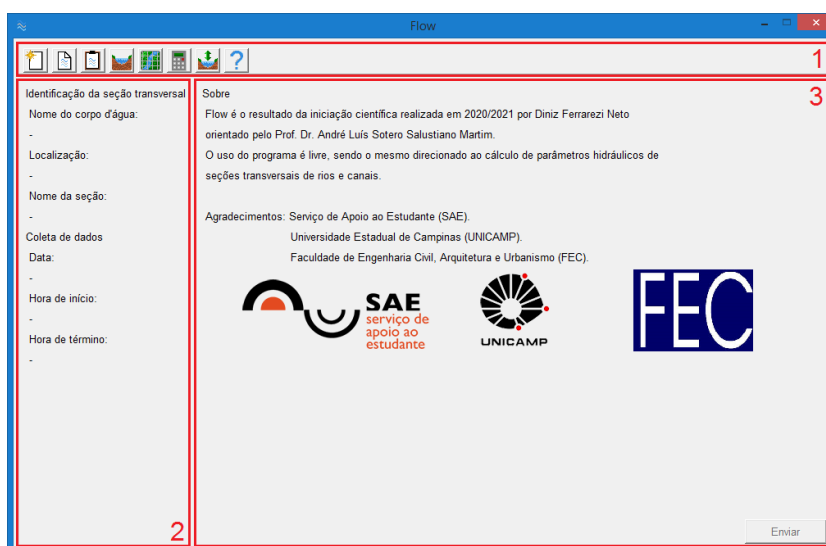 Flow
1
Identificação da seção transversal
Nome do corpo d'água:
-
Localização:
-
Nome da seção:
-
Coleta de dados
Data:
-
Hora de início:
-
Hora de término:
-
2
3
Sobre
Flow é o resultado da iniciação científica realizada em 2020/2021 por Diniz Ferrarezi Neto
orientado pelo Prof. Dr. André Luís Sotero Salustiano Martim.
O uso do programa é livre, sendo o mesmo direcionado ao cálculo de parâmetros hidráulicos de
seções transversais de rios e canais.
Agradecimentos: Serviço de Apoio ao Estudante (SAE).
Universidade Estadual de Campinas (UNICAMP).
Faculdade de Engenharia Civil, Arquitetura e Urbanismo (FEC).
SAE
serviço de
apoio ao
estudante
UNICAMP
FEC
Enviar